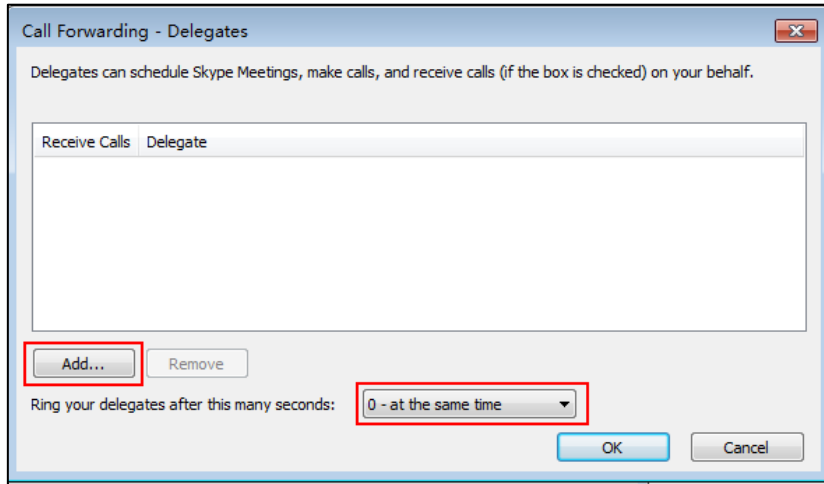 Call Forwarding - Delegates
Delegates can schedule Skype Meetings, make calls, and receive calls (if the box is checked) on your behalf.
Receive Calls Delegate
Add... Remove
Ring your delegates after this many seconds: 0 - at the same time
OK Cancel